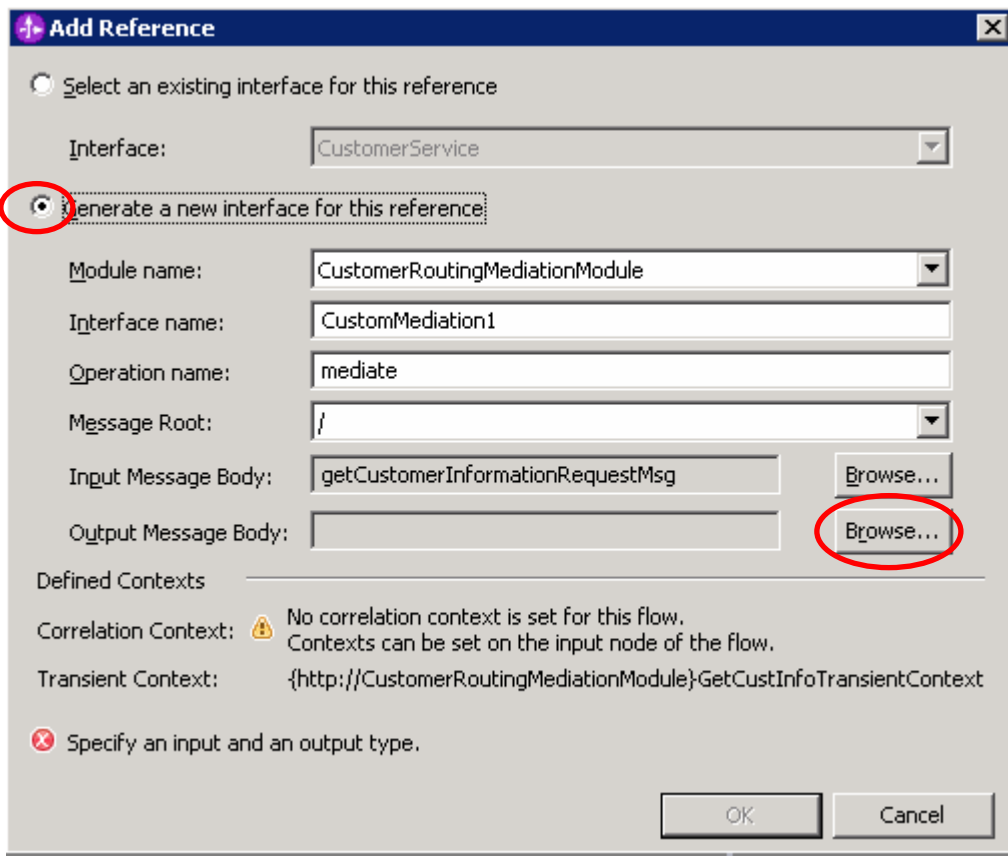 Add Reference
Select an existing interface for this reference
Interface: CustomerService
Generate a new interface for this reference
Module name: CustomerRoutingMediationModule
Interface name: CustomMediation1
Operation name: mediate
Message Root: /
Input Message Body: getCustomerInformationRequestMsg Browse...
Output Message Body: Browse...
Defined Contexts
Correlation Context: No correlation context is set for this flow.
Contexts can be set on the input node of the flow.
Transient Context: {http://CustomerRoutingMediationModule}GetCustInfoTransientContext
Specify an input and an output type.
OK Cancel